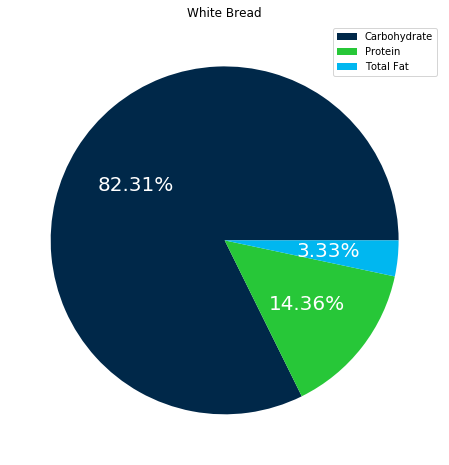 White Bread
Carbohydrate
Protein
Total Fat
82.31%
3.33%
14.36%